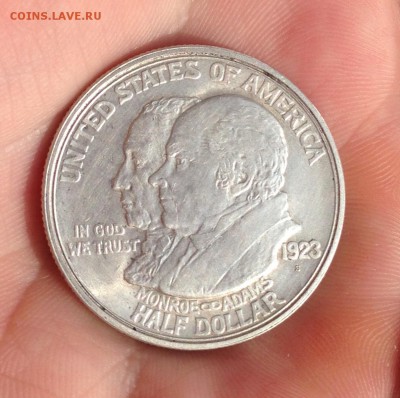 COINS.LAVE.RU
UNITED STATES OF AMERICA
IN GOD
WE TRUST
1923
S
MONROE ADAMS
HALF DOLLAR